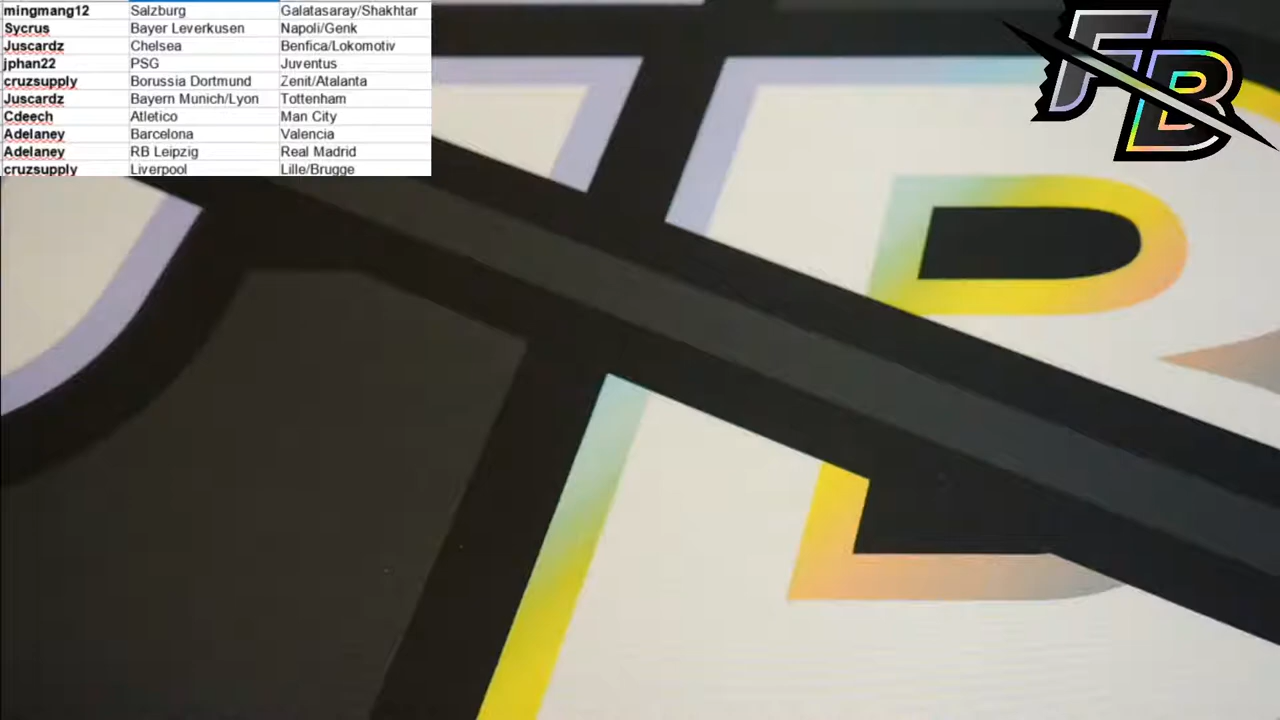 mingmang12 Salzburg Galatasaray/Shakhtar
Sycrus Bayer Leverkusen Napoli/Genk
Juscardz Chelsea Benfica/Lokomotiv
jphan22 PSG Juventus
cruzsupply Borussia Dortmund Zenit/Atalanta
Juscardz Bayern Munich/Lyon Tottenham
Cdeech Atletico Man City
Adelaney Barcelona Valencia
Adelaney RB Leipzig Real Madrid
cruzsupply Liverpool Lille/Brugge
FB